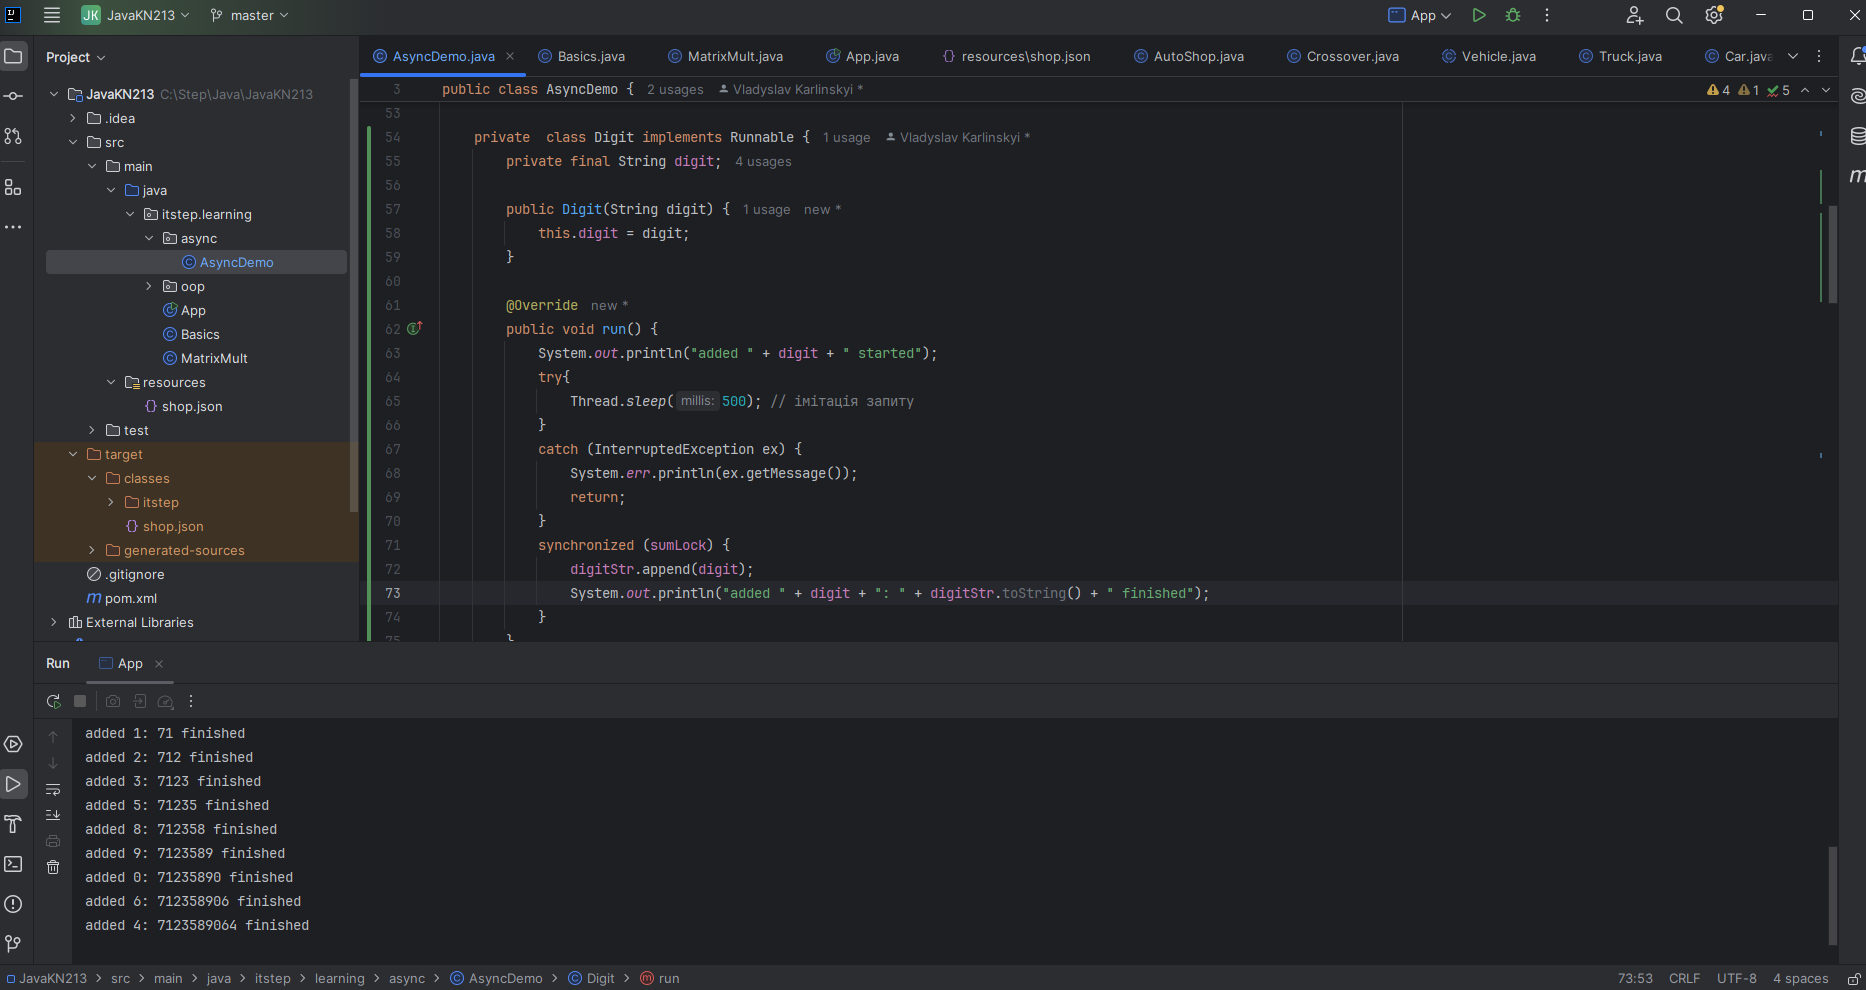 JK JavaKN213 master App
Project
AsyncDemo.java Basics.java MatrixMult.java App.java resources\shop.json AutoShop.java Crossover.java Vehicle.java Truck.java Car.java
JavaKN213 C:\Step\Java\JavaKN213
.idea
src
main
java
itstep.learning
async
AsyncDemo
oop
App
Basics
MatrixMult
resources
shop.json
test
target
classes
itstep
shop.json
generated-sources
.gitignore
pom.xml
External Libraries
3 public class AsyncDemo { 2 usages Vladyslav Karlinskyi * 4 1 5
53
54 private  class Digit implements Runnable { 1 usage Vladyslav Karlinskyi *
55 private final String digit; 4 usages
56
57 public Digit(String digit) { 1 usage new *
58 this.digit = digit;
59 }
60
61 @Override new *
62 public void run() {
63 System.out.println("added " + digit + " started");
64 try{
65 Thread.sleep( millis: 500); // імітація запиту
66 }
67 catch (InterruptedException ex) {
68 System.err.println(ex.getMessage());
69 return;
70 }
71 synchronized (sumLock) {
72 digitStr.append(digit);
73 System.out.println("added " + digit + ": " + digitStr.toString() + " finished");
74 }
75 }
Run App
added 1: 71 finished
added 2: 712 finished
added 3: 7123 finished
added 5: 71235 finished
added 8: 712358 finished
added 9: 7123589 finished
added 0: 71235890 finished
added 6: 712358906 finished
added 4: 7123589064 finished
JavaKN213 > src > main > java > itstep > learning > async > AsyncDemo > Digit > run 73:53 CRLF UTF-8 4 spaces